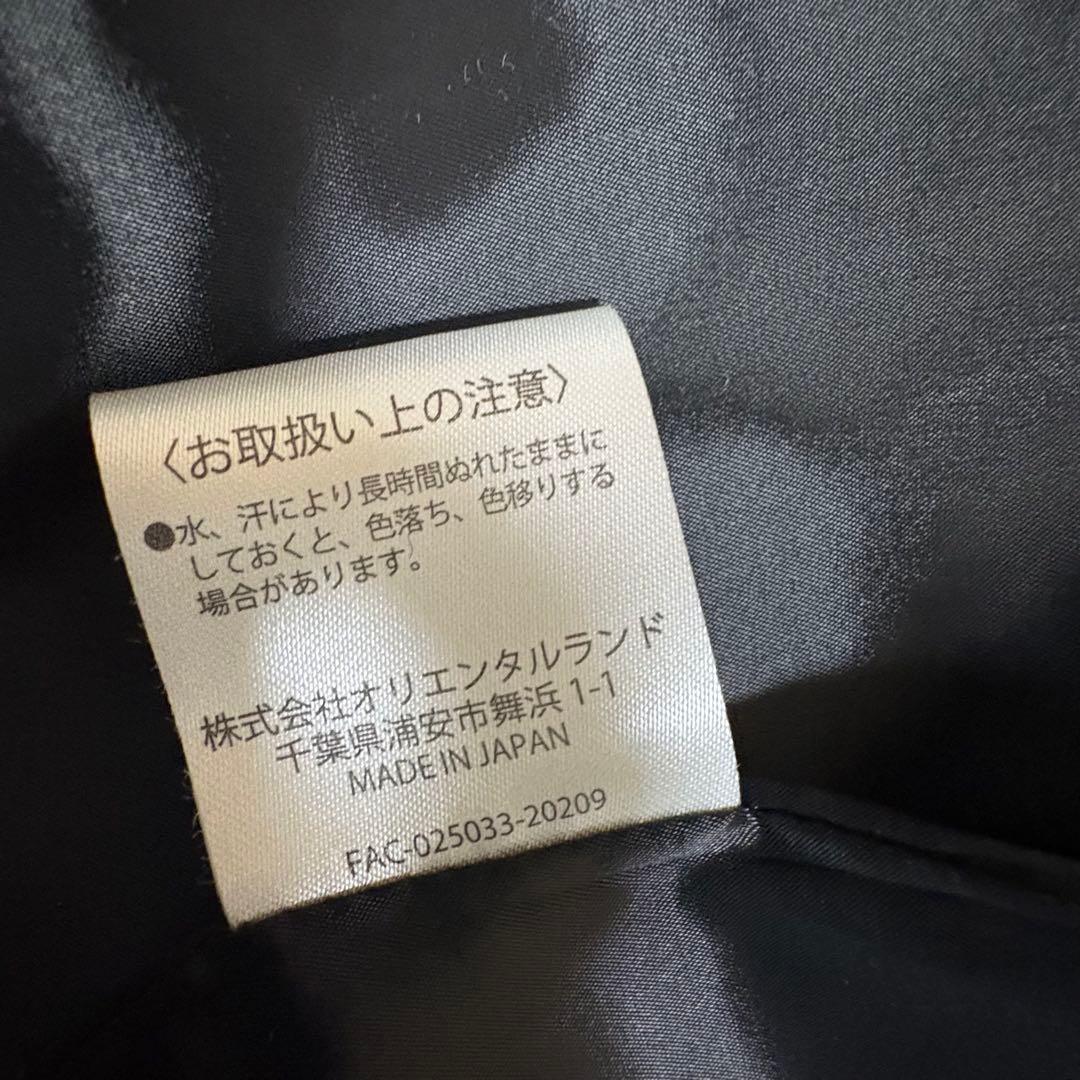 〈お取扱い上の注意〉
●水、汗により長時間ぬれたままに
しておくと、色落ち、色移りする
場合があります。
株式会社オリエンタルランド
千葉県浦安市舞浜 1-1
MADE IN JAPAN
FAC-025033-20209